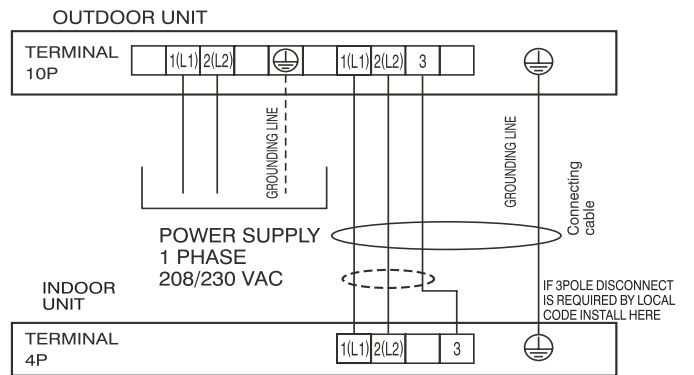 OUTDOOR UNIT
TERMINAL
10P
1(L1) 2(L2) 1(L1) 2(L2) 3
GROUNDING LINE
GROUNDING LINE
Connecting
cable
POWER SUPPLY
1 PHASE
208/230 VAC
INDOOR
UNIT
IF 3POLE DISCONNECT
IS REQUIRED BY LOCAL
CODE INSTALL HERE
TERMINAL
4P
1(L1) 2(L2) 3